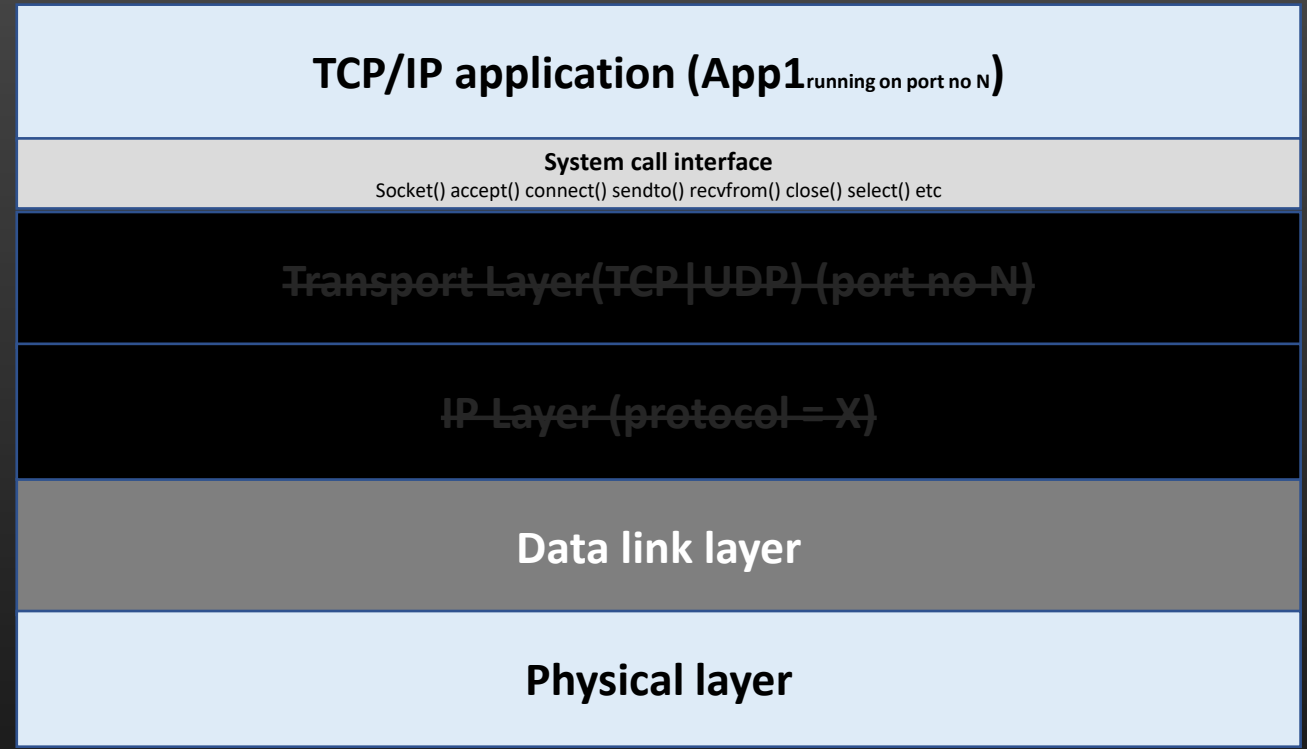 TCP/IP application (App1running on port no N)
System call interface
Socket() accept() connect() sendto() recvfrom() close() select() etc
Transport Layer(TCP|UDP) (port no N)
IP Layer (protocol = X)
Data link layer
Physical layer